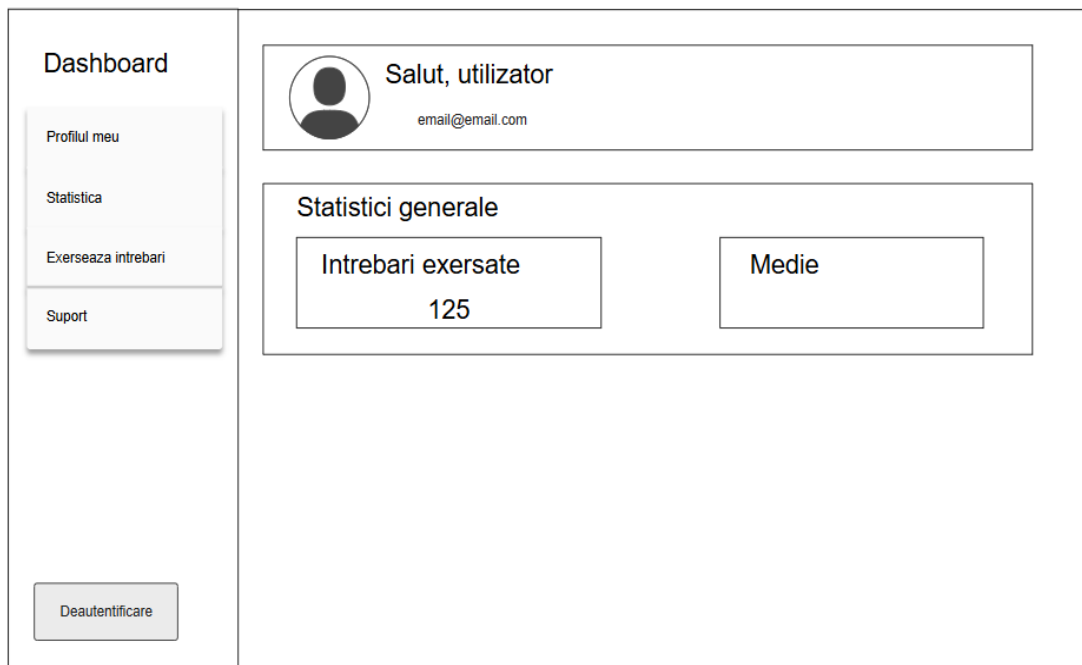 Dashboard
Profilul meu
Statistica
Exerseaza intrebari
Suport
Deautentificare
Salut, utilizator
email@email.com
Statistici generale
Intrebari exersate
125
Medie